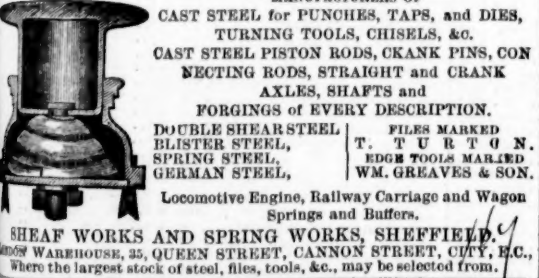 CAST STEEL for PUNCHES, TAPS, and DIES,
TURNING TOOLS, CHISELS, &c.
CAST STEEL PISTON RODS, CKANK PINS, CON
NECTING RODS, STRAIGHT and CRANK
AXLES, SHAFTS and
FORGINGS of EVERY DESCRIPTION.
DOUBLE SHEAR STEEL | FILES MARKED
BLISTER STEEL, | T. TURTON.
SPRING STEEL, | EDGE TOOLS MARKED
GERMAN STEEL, | WM. GREAVES & SON.
Locomotive Engine, Railway Carriage and Wagon
Springs and Buffers.
SHEAF WORKS AND SPRING WORKS, SHEFFIELD.
LONDON WAREHOUSE, 35, QUEEN STREET, CANNON STREET, CITY, E.C.,
Where the largest stock of steel, files, tools, &c., may be selected from.